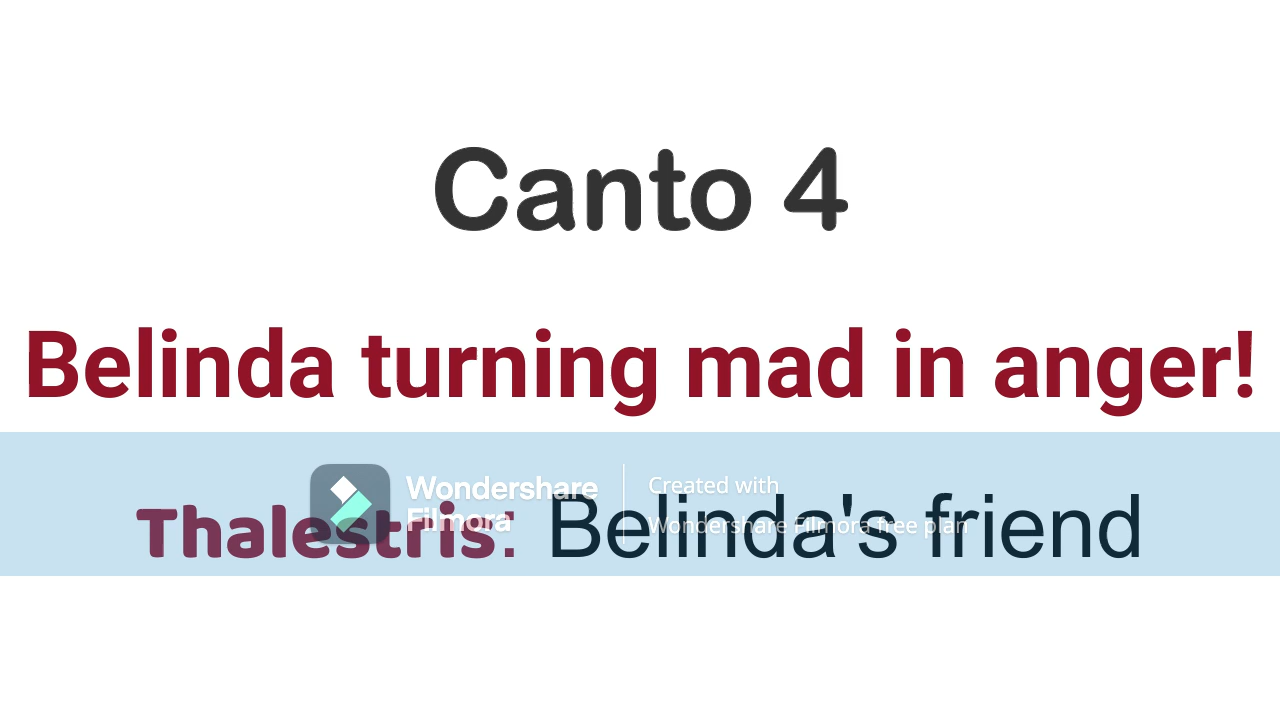 Canto 4
Belinda turning mad in anger!
Wondershare
Filmora
Created with
Wondershare Filmora free plan
Thalestris: Belinda's friend